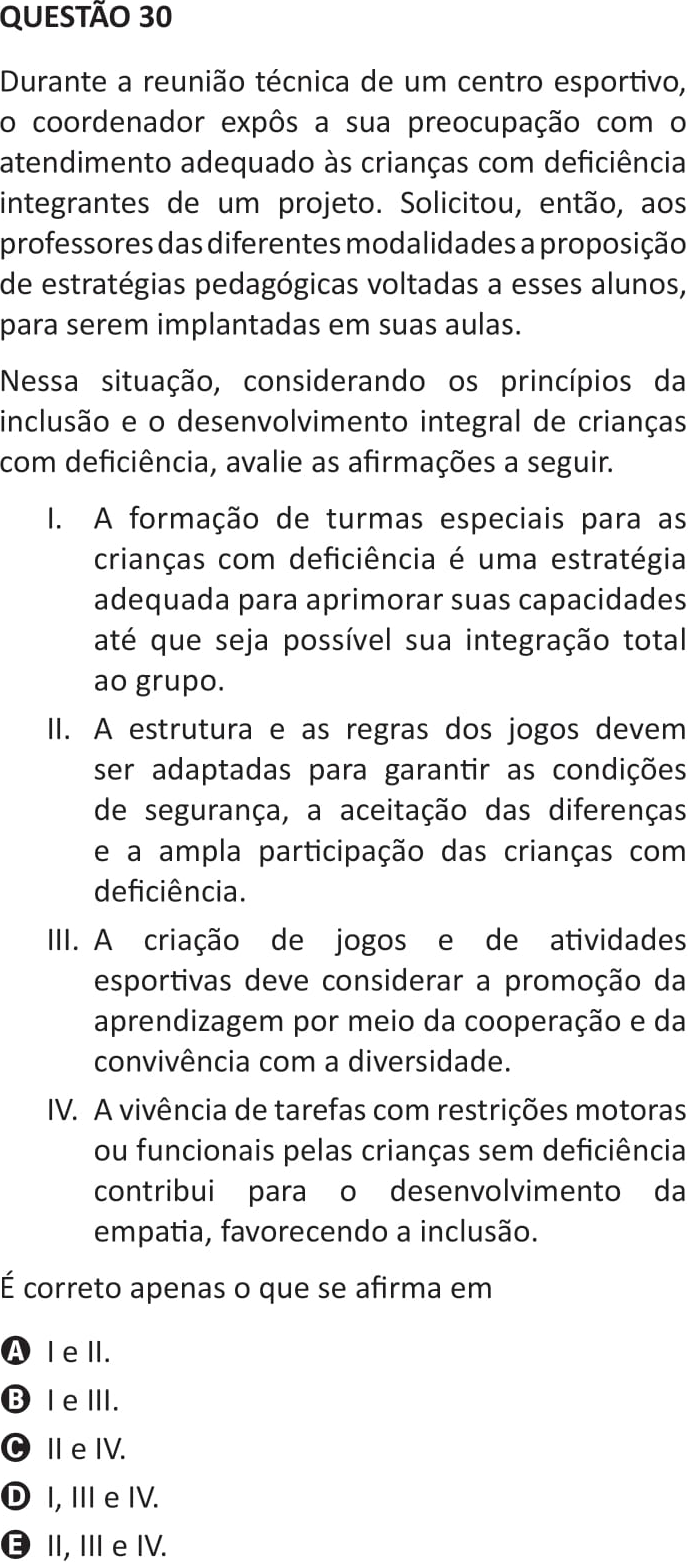 QUESTÃO 30
Durante a reunião técnica de um centro esportivo,
o coordenador expôs a sua preocupação com o
atendimento adequado às crianças com deficiência
integrantes de um projeto. Solicitou, então, aos
professores das diferentes modalidades a proposição
de estratégias pedagógicas voltadas a esses alunos,
para serem implantadas em suas aulas.
Nessa situação, considerando os princípios da
inclusão e o desenvolvimento integral de crianças
com deficiência, avalie as afirmações a seguir.
I. A formação de turmas especiais para as
crianças com deficiência é uma estratégia
adequada para aprimorar suas capacidades
até que seja possível sua integração total
ao grupo.
II. A estrutura e as regras dos jogos devem
ser adaptadas para garantir as condições
de segurança, a aceitação das diferenças
e a ampla participação das crianças com
deficiência.
III. A criação de jogos e de atividades
esportivas deve considerar a promoção da
aprendizagem por meio da cooperação e da
convivência com a diversidade.
IV. A vivência de tarefas com restrições motoras
ou funcionais pelas crianças sem deficiência
contribui para o desenvolvimento da
empatia, favorecendo a inclusão.
É correto apenas o que se afirma em
A I e II.
B I e III.
C II e IV.
D I, III e IV.
E II, III e IV.